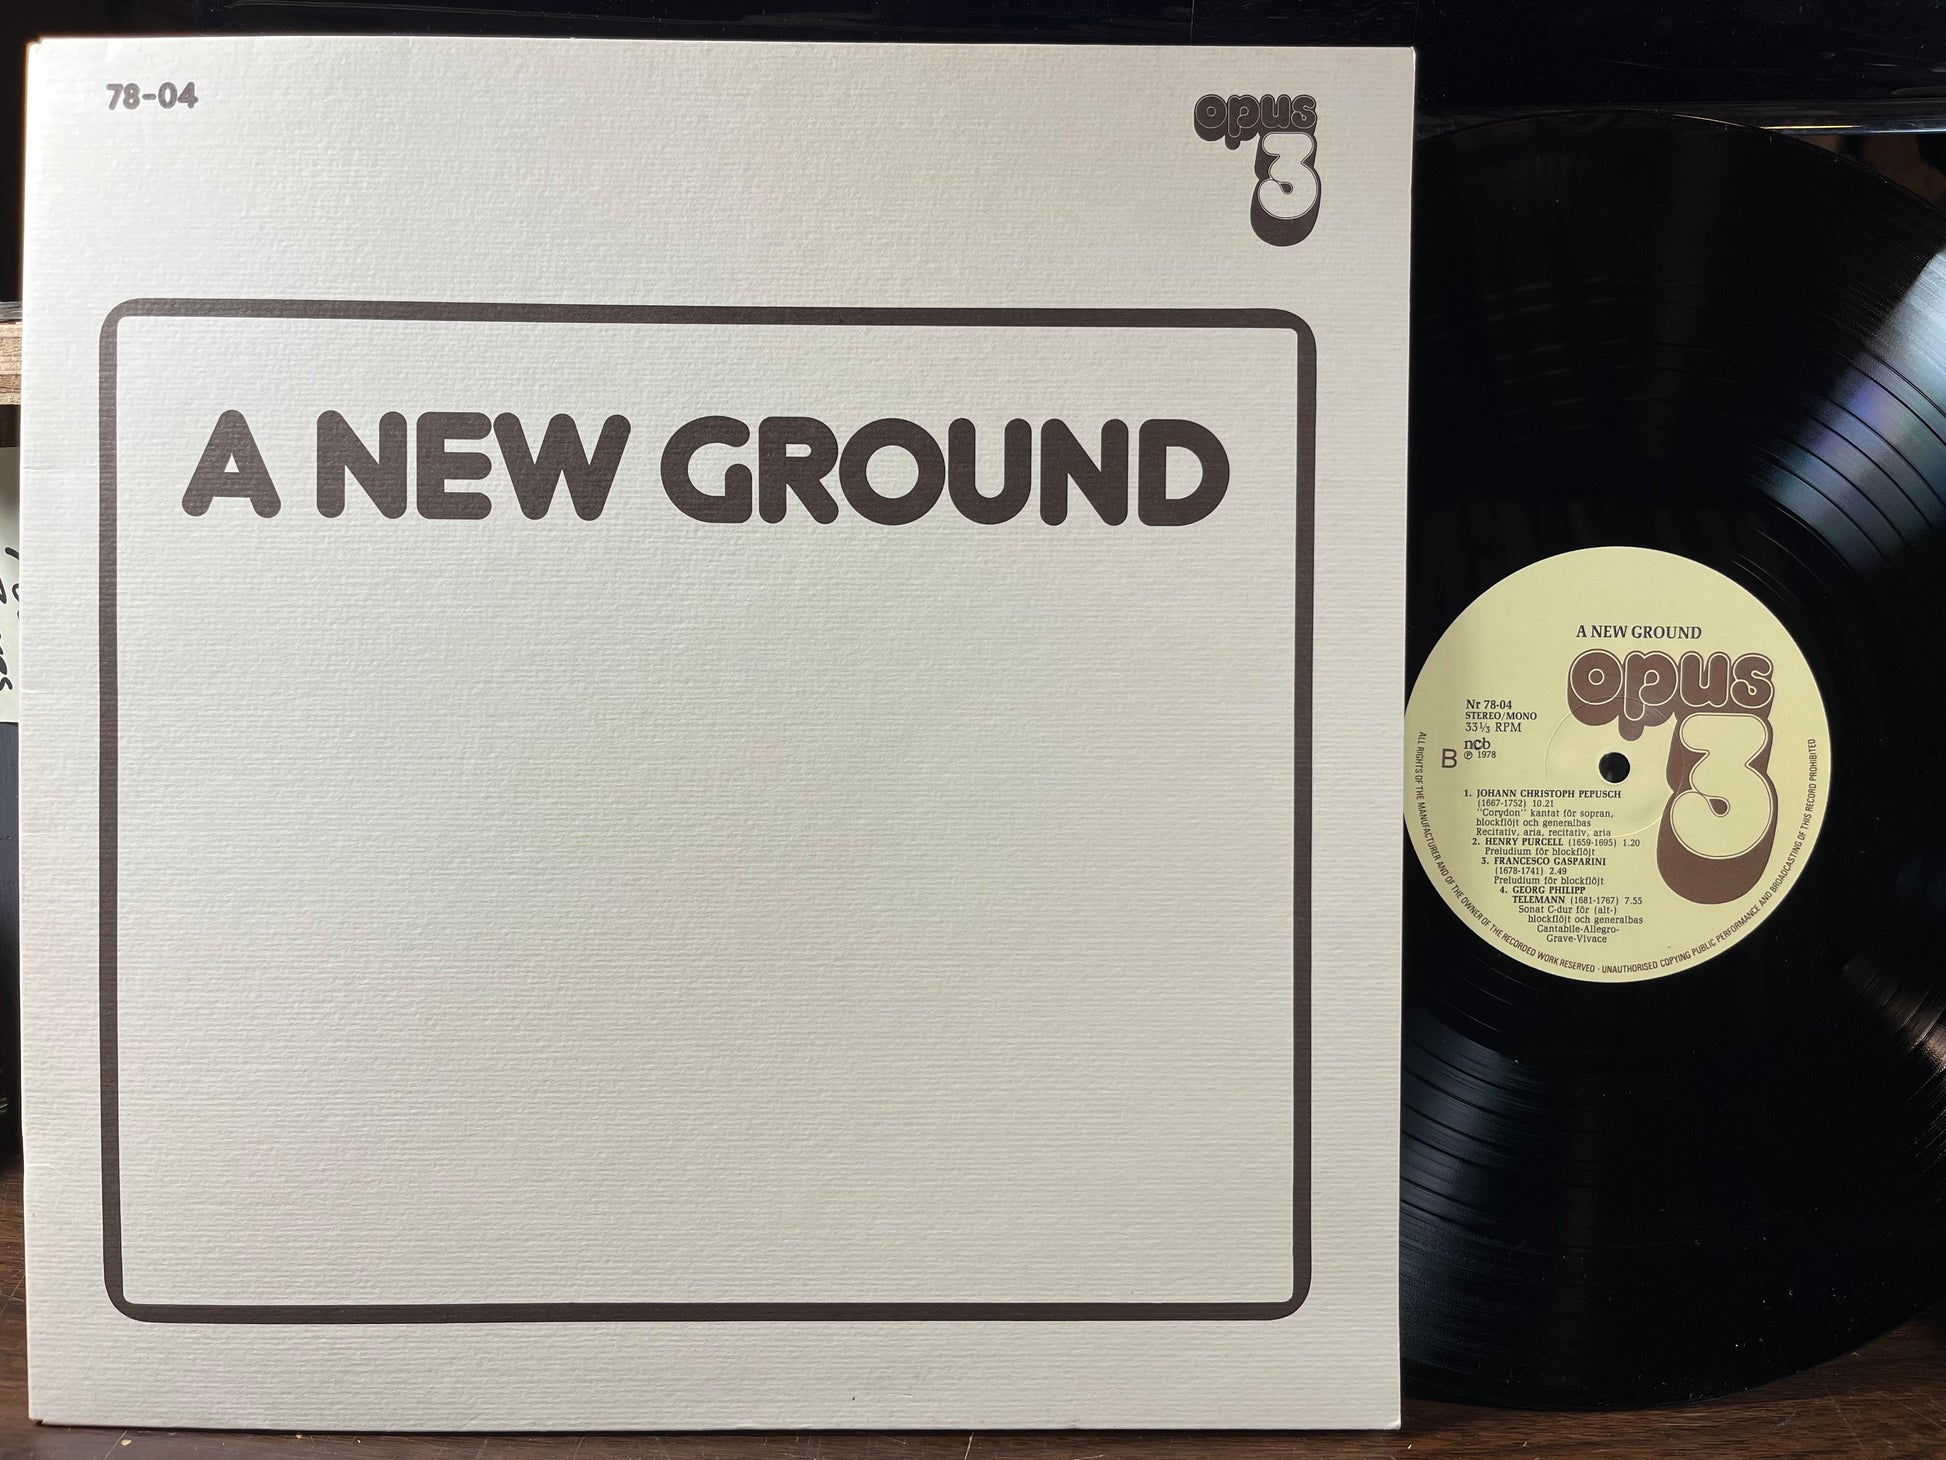 78-04
opus
3
A NEW GROUND
A NEW GROUND
opus
3
Nr 78-04
STEREO/MONO
33⅓ RPM
ncb
B ℗ 1978
1. JOHANN CHRISTOPH PEPUSCH
(1667-1752) 10.21
"Corydon" kantat för sopran,
blockflöjt och generalbas
Recitativ, aria, recitativ, aria
2. HENRY PURCELL (1659-1695) 1.20
Preludium för blockflöjt
3. FRANCESCO GASPARINI
(1678-1741) 2.49
Preludium för blockflöjt
4. GEORG PHILIPP
TELEMANN (1681-1767) 7.55
Sonat C-dur för (alt-)
blockflöjt och generalbas
Cantabile-Allegro-
Grave-Vivace
ALL RIGHTS OF THE MANUFACTURER AND OF THE OWNER OF THE RECORDED WORK RESERVED · UNAUTHORISED COPYING PUBLIC PERFORMANCE AND BROADCASTING OF THIS RECORD PROHIBITED